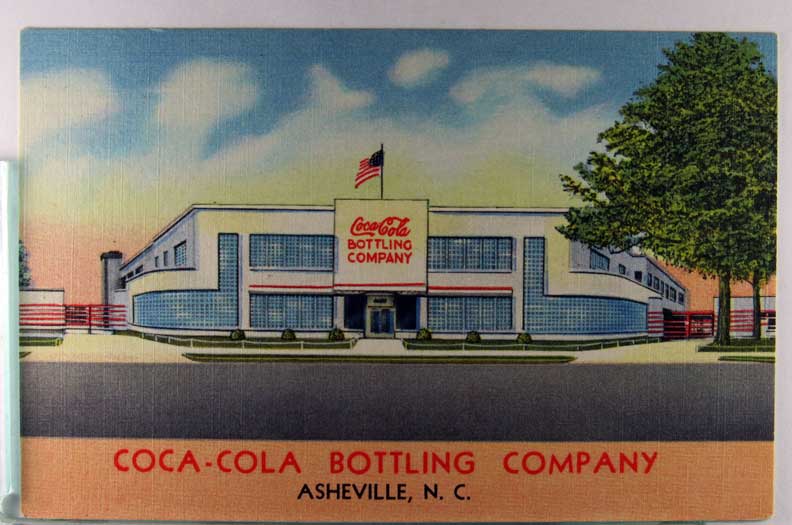 Coca-Cola
BOTTLING
COMPANY
COCA-COLA BOTTLING COMPANY
ASHEVILLE, N. C.